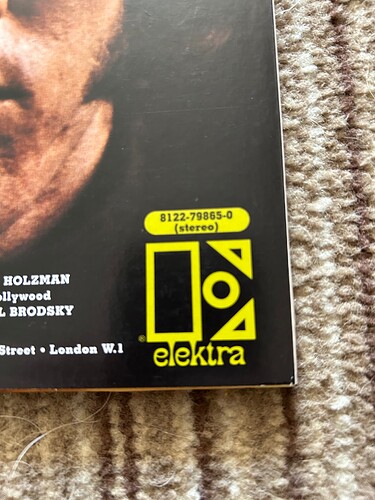 8122-79865-0
(stereo)
HOLZMAN
ollywood
L BRODSKY
Street • London W.1
® elektra